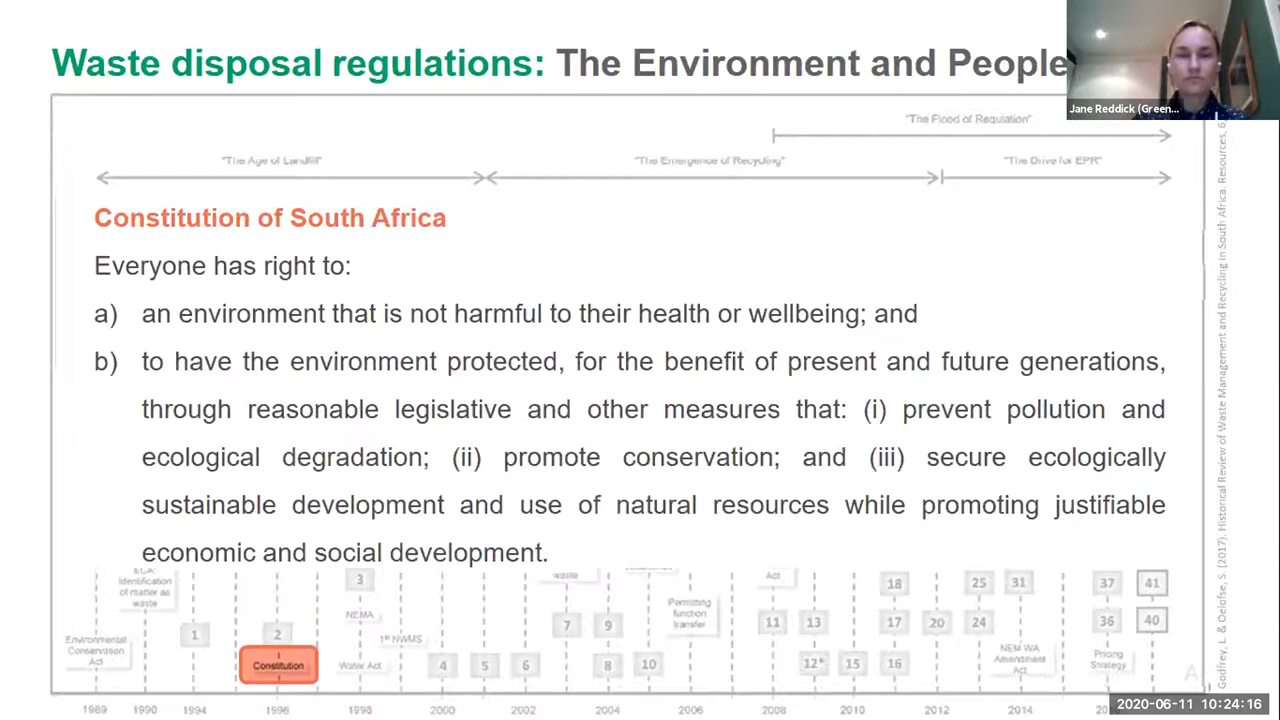 Waste disposal regulations: The Environment and People
Jane Reddick (Green...
"The Flood of Regulation"
"The Age of Landfill"
"The Emergence of Recycling"
"The Drive for EPR"
Constitution of South Africa
Everyone has right to:
a) an environment that is not harmful to their health or wellbeing; and
b) to have the environment protected, for the benefit of present and future generations,
through reasonable legislative and other measures that: (i) prevent pollution and
ecological degradation; (ii) promote conservation; and (iii) secure ecologically
sustainable development and use of natural resources while promoting justifiable
economic and social development.
Identification
of matter as
waste
3
waste
Act
18
25
31
37
41
Permitting
function
transfer
NEMA
1
2
7
9
11
13
17
20
24
36
40
Environmental
Conservation
Act
Constitution
Water Act
1st NWMS
4
5
6
8
10
12*
15
16
NEM WA
Amendment
Act
Pricing
Strategy
1989 1990 1994 1996 1998 2000 2002 2004 2006 2008 2010 2012 2014
Godfrey, L. & Oelofse, S. (2017). Historical Review of Waste Management and Recycling in South Africa. Resources, 6
2020-06-11 10:24:16